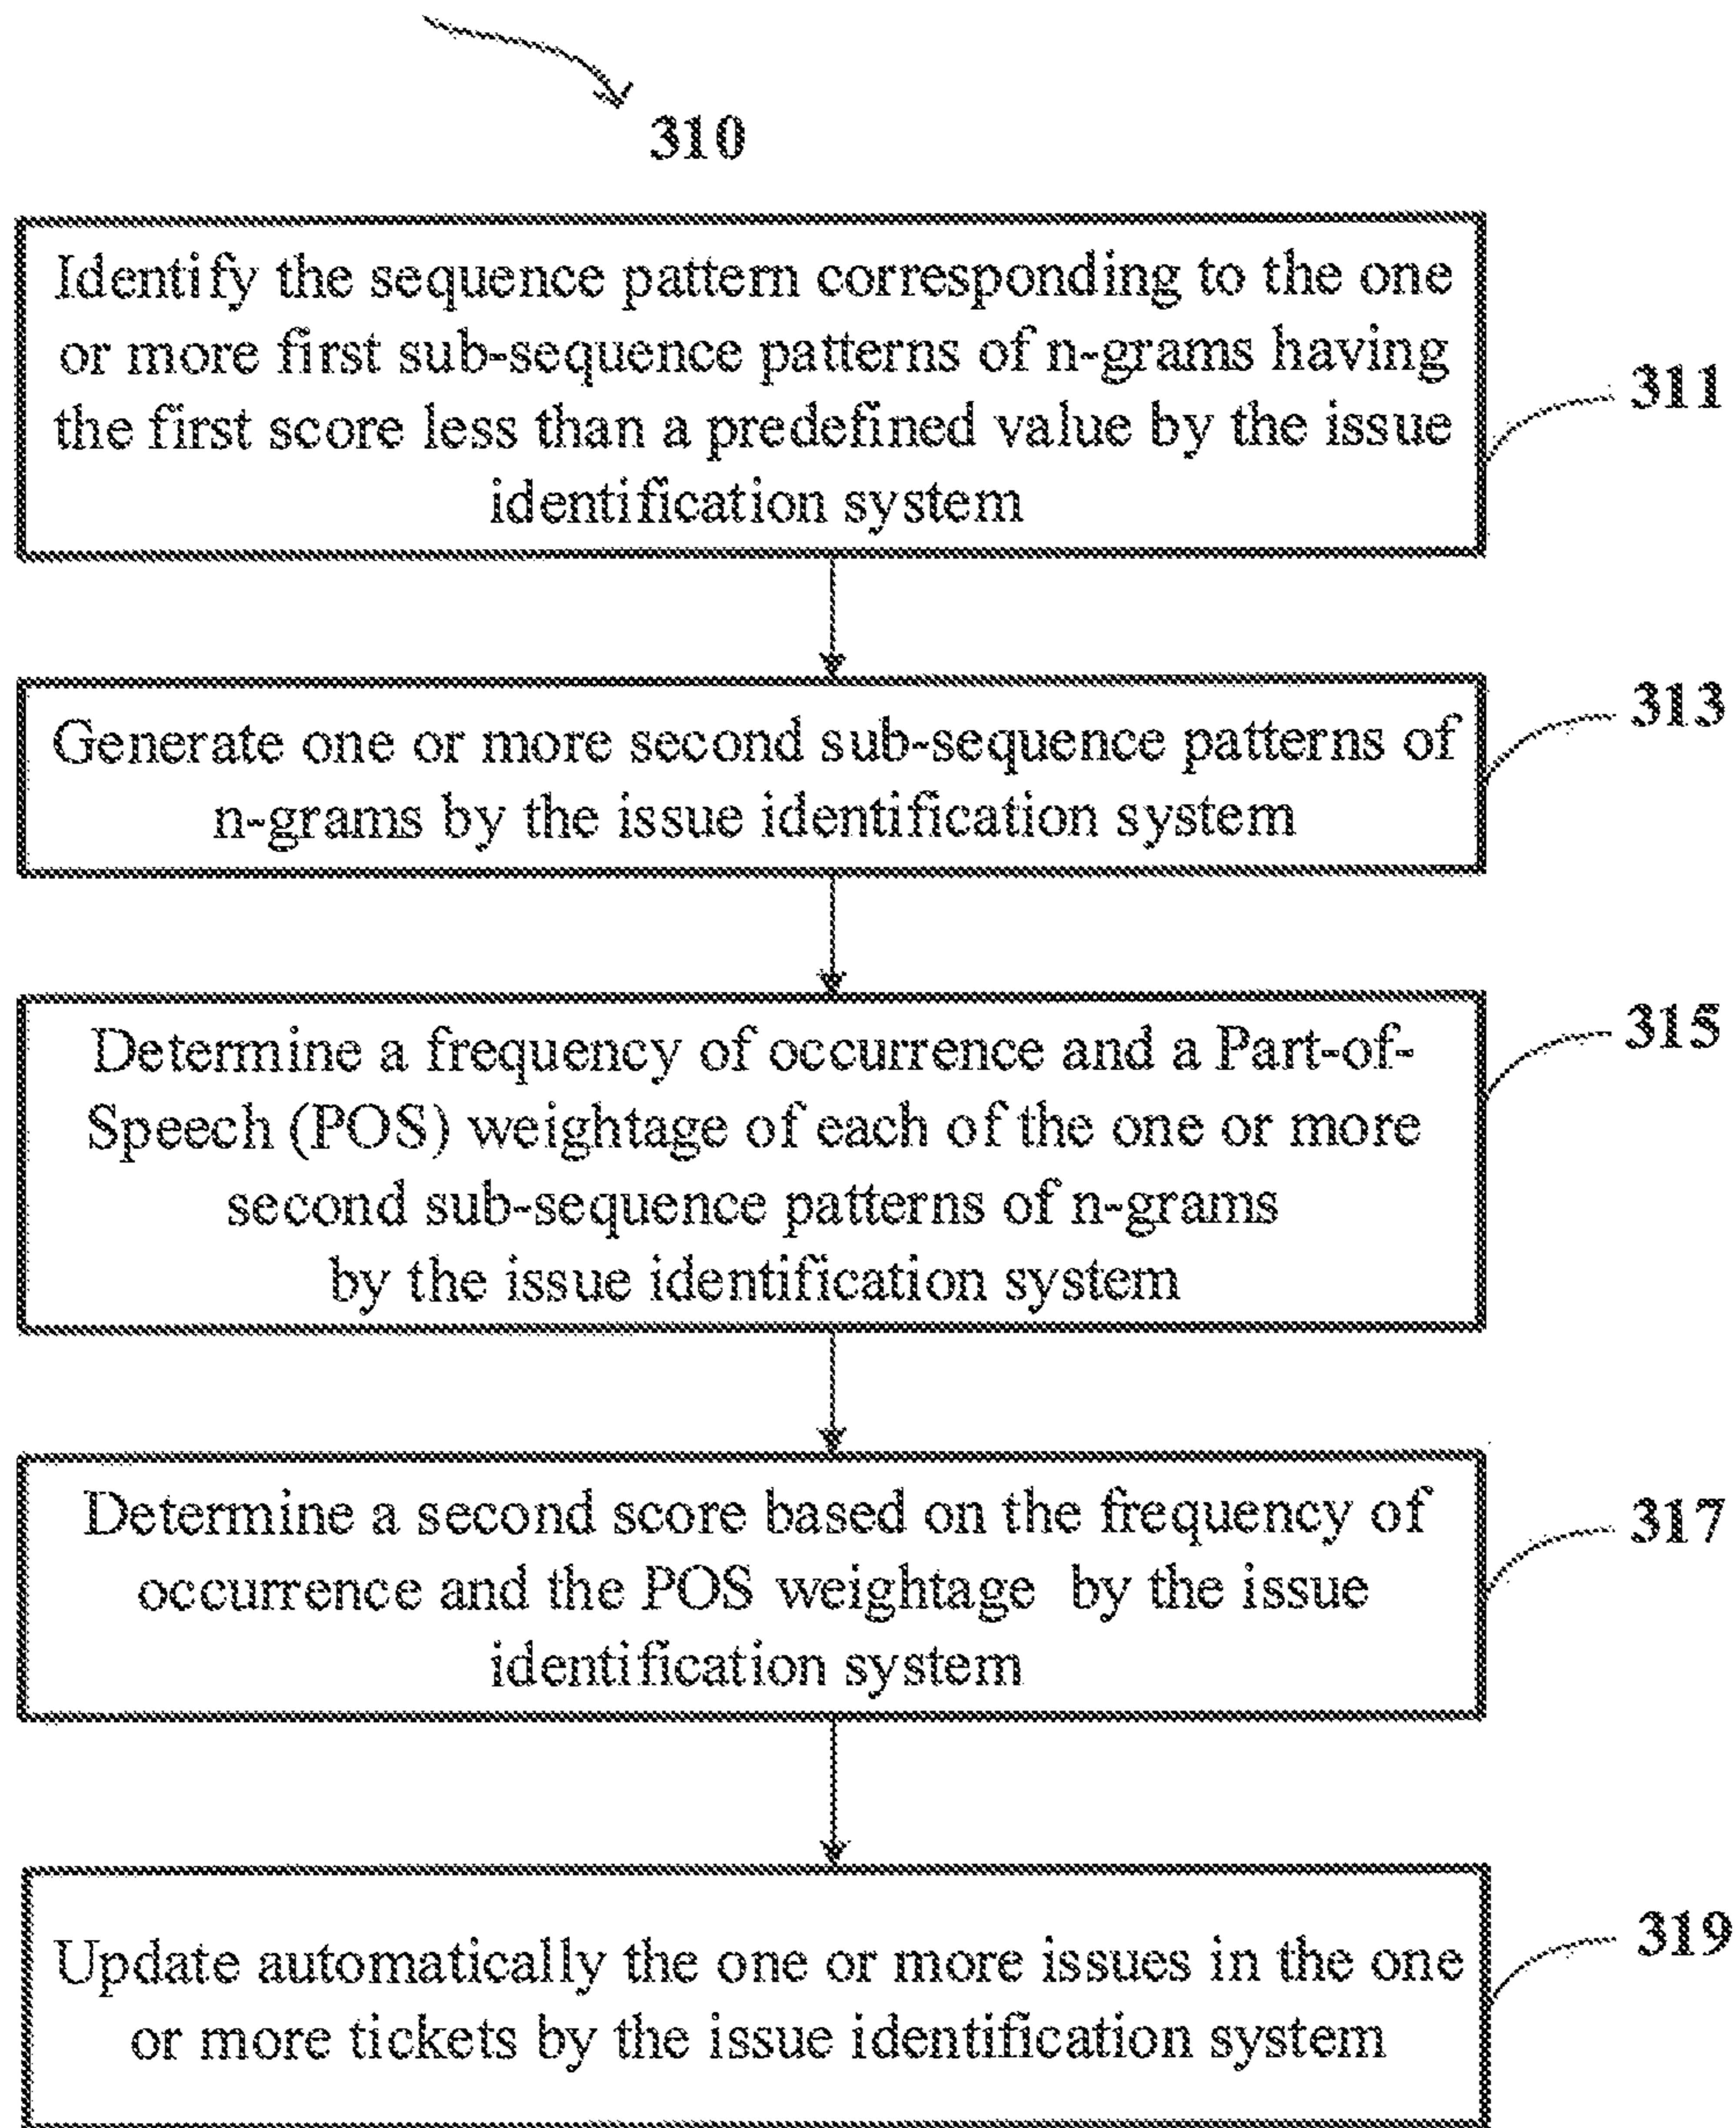 310
Identify the sequence pattern corresponding to the one
or more first sub-sequence patterns of n-grams having
the first score less than a predefined value by the issue
identification system
311
Generate one or more second sub-sequence patterns of
n-grams by the issue identification system
313
Determine a frequency of occurrence and a Part-of-
Speech (POS) weightage of each of the one or more
second sub-sequence patterns of n-grams
by the issue identification system
315
Determine a second score based on the frequency of
occurrence and the POS weightage by the issue
identification system
317
Update automatically the one or more issues in the one
or more tickets by the issue identification system
319